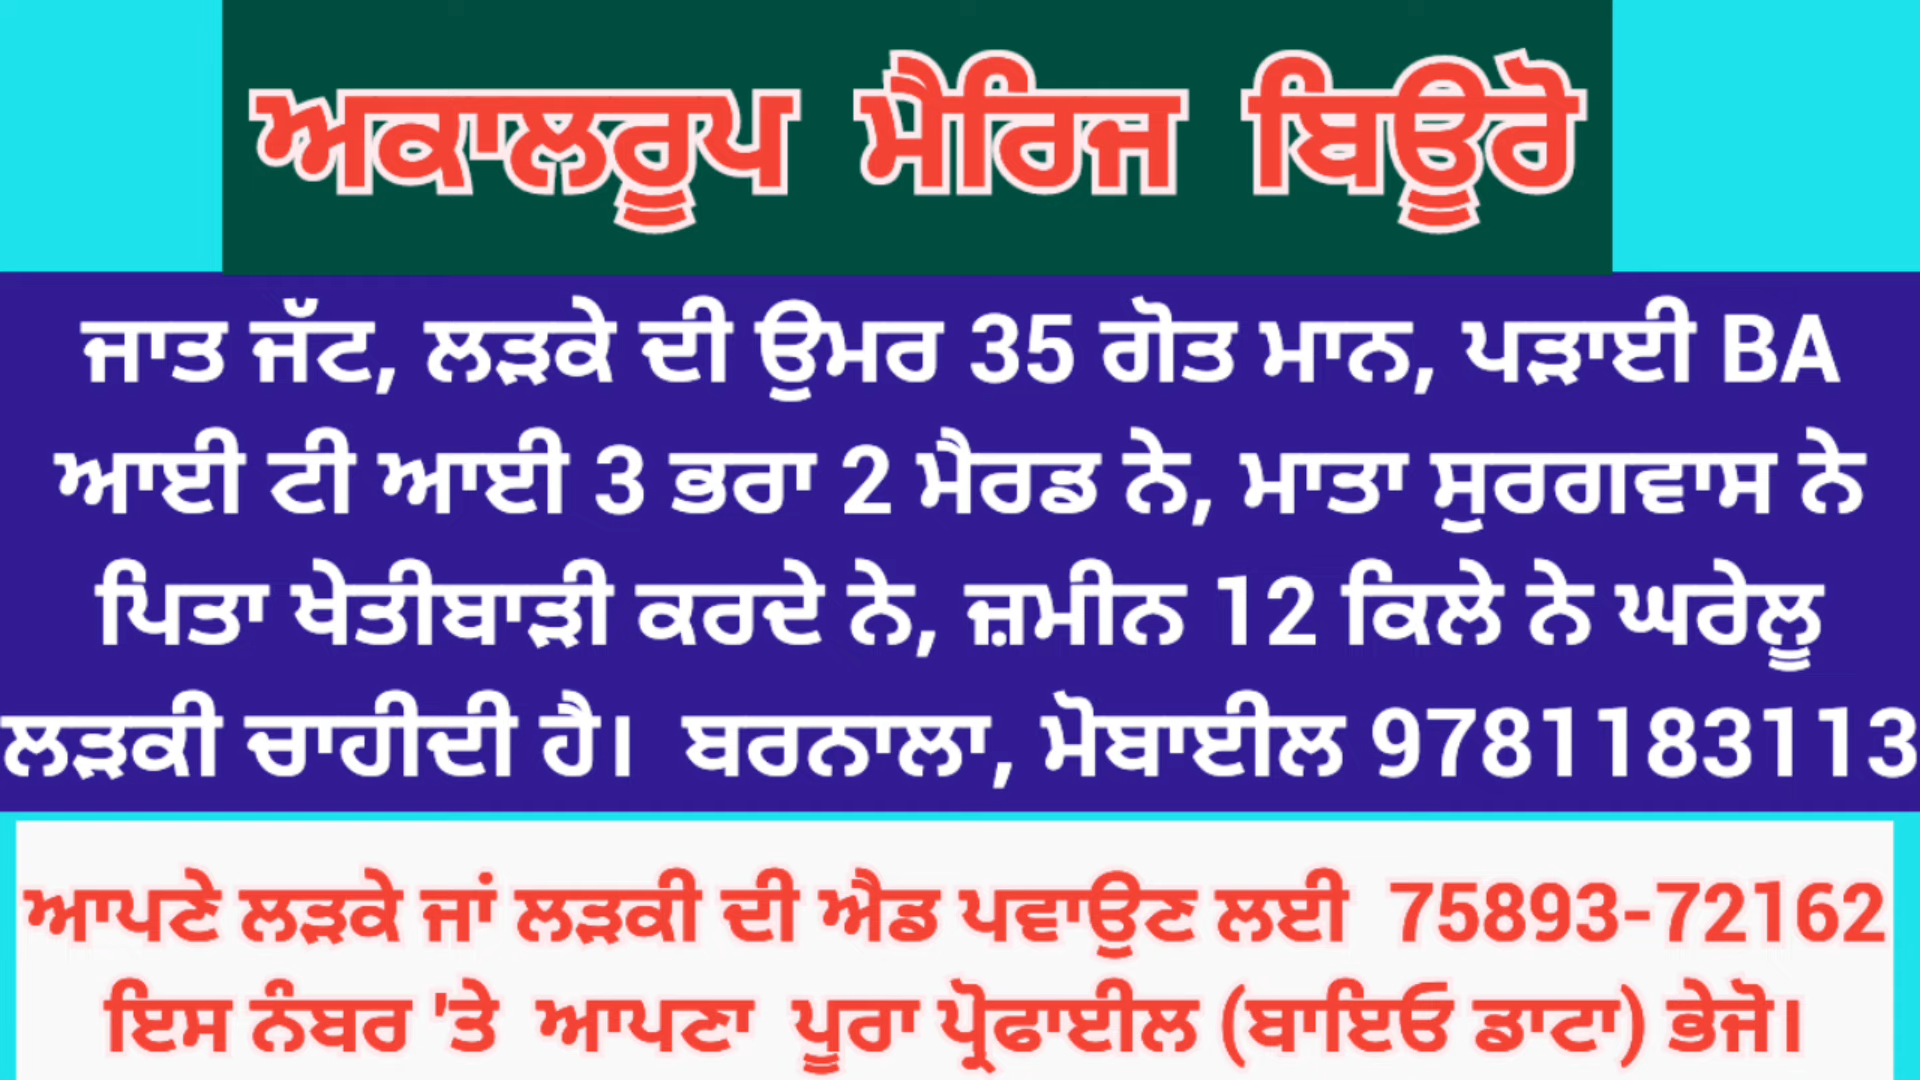 ਅਕਾਲਰੂਪ ਮੈਰਿਜ ਬਿਊਰੋ
ਜਾਤ ਜੱਟ, ਲੜਕੇ ਦੀ ਉਮਰ 35 ਗੋਤ ਮਾਨ, ਪੜਾਈ BA
ਆਈ ਟੀ ਆਈ 3 ਭਰਾ 2 ਮੈਰਡ ਨੇ, ਮਾਤਾ ਸੁਰਗਵਾਸ ਨੇ
ਪਿਤਾ ਖੇਤੀਬਾੜੀ ਕਰਦੇ ਨੇ, ਜ਼ਮੀਨ 12 ਕਿਲੇ ਨੇ ਘਰੇਲੂ
ਲੜਕੀ ਚਾਹੀਦੀ ਹੈ। ਬਰਨਾਲਾ, ਮੋਬਾਈਲ 9781183113
ਆਪਣੇ ਲੜਕੇ ਜਾਂ ਲੜਕੀ ਦੀ ਐਡ ਪਵਾਉਣ ਲਈ 75893-72162
ਇਸ ਨੰਬਰ 'ਤੇ ਆਪਣਾ ਪੂਰਾ ਪ੍ਰੋਫਾਈਲ (ਬਾਇਓ ਡਾਟਾ) ਭੇਜੋ।